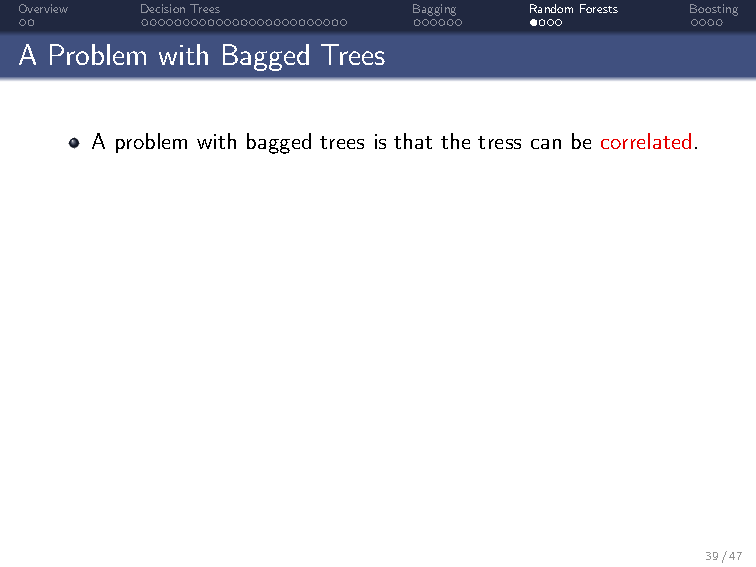 Overview Decision Trees Bagging Random Forests Boosting
A Problem with Bagged Trees
A problem with bagged trees is that the tress can be correlated.
39 / 47